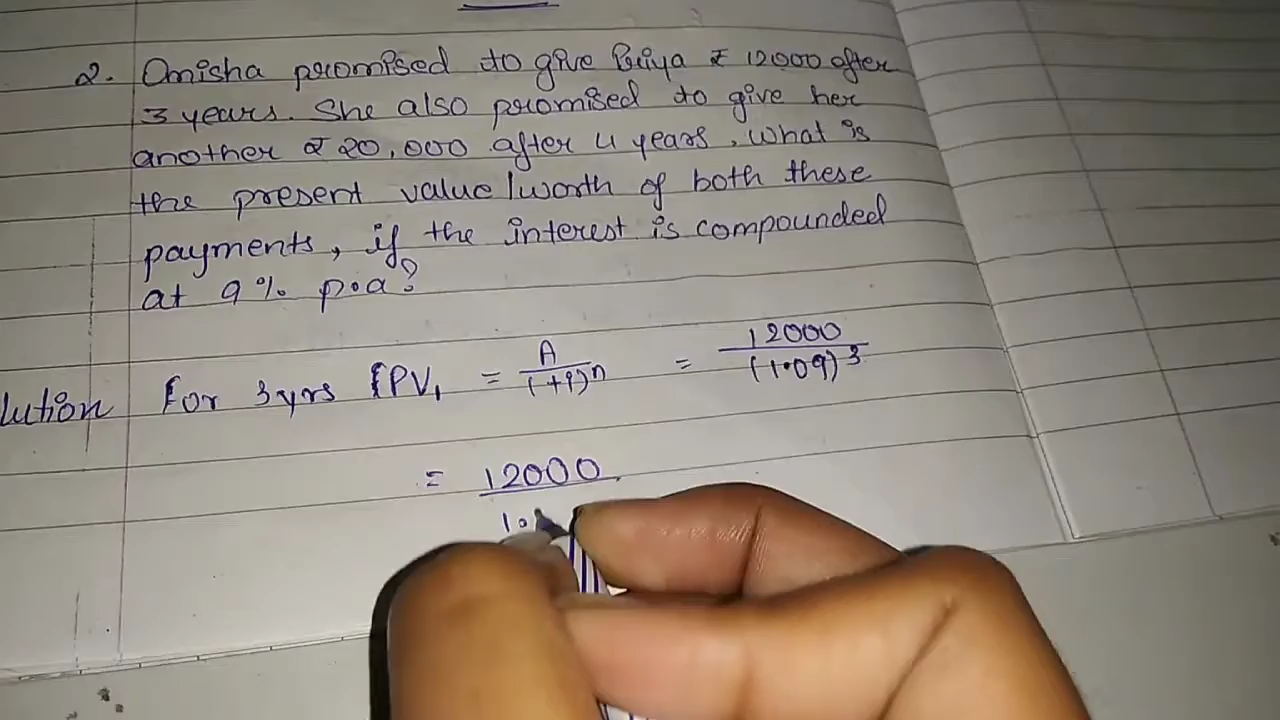 2. Omisha promised to give Priya ₹ 12000 after
3 years. She also promised to give her
another ₹ 20,000 after 4 years, what is
the present value/worth of both these
payments, if the interest is compounded
at 9% p.a?
lution For 3yrs [PV₁ = A/(1+i)ⁿ = 12000/(1.09)³
= 12000/1.